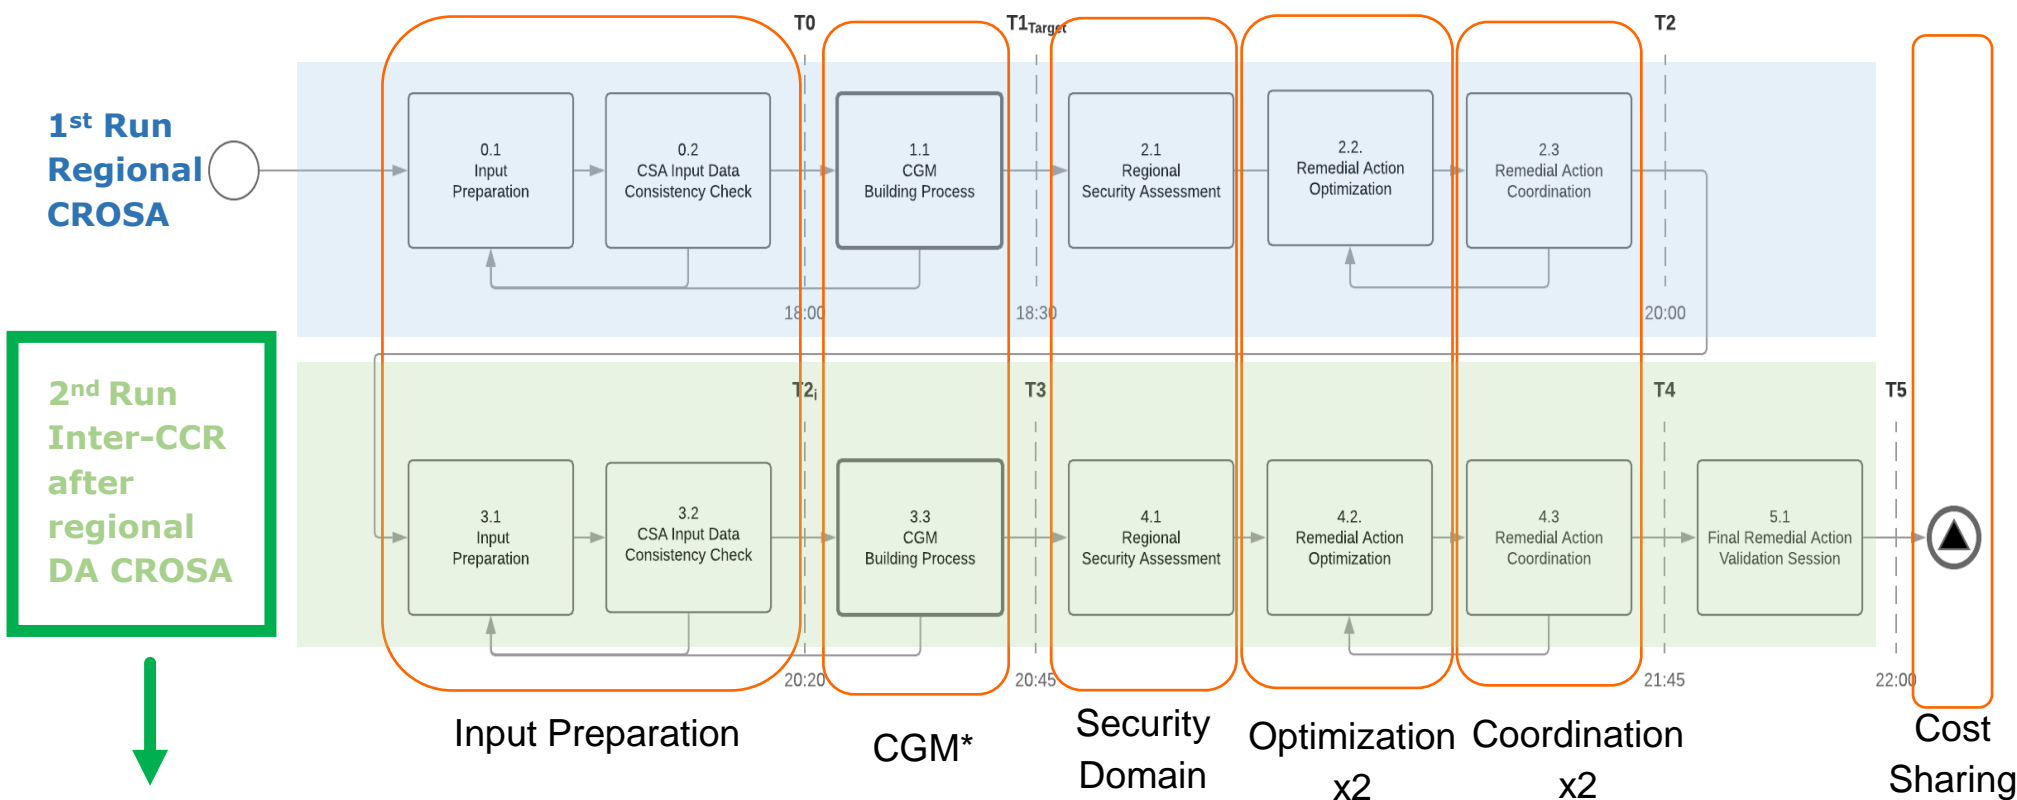 T0
T1Target
T2
1st Run
Regional
CROSA
0.1
Input
Preparation
0.2
CSA Input Data
Consistency Check
1.1
CGM
Building Process
2.1
Regional
Security Assessment
2.2.
Remedial Action
Optimization
2.3
Remedial Action
Coordination
18:00
18:30
20:00
2nd Run
Inter-CCR
after
regional
DA CROSA
T2i
T3
T4
T5
3.1
Input
Preparation
3.2
CSA Input Data
Consistency Check
3.3
CGM
Building Process
4.1
Regional
Security Assessment
4.2.
Remedial Action
Optimization
4.3
Remedial Action
Coordination
5.1
Final Remedial Action
Validation Session
20:20
20:45
21:45
22:00
Input Preparation
CGM*
Security
Domain
Optimization
x2
Coordination
x2
Cost
Sharing